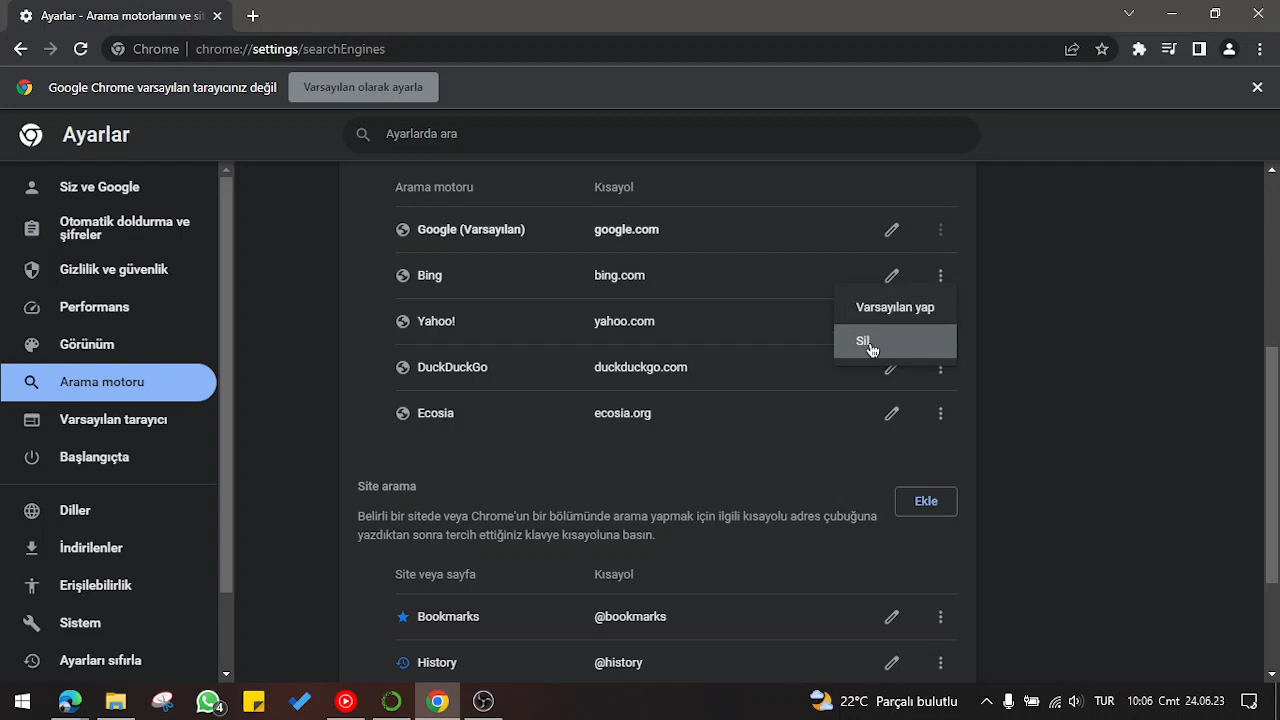 Ayarlar - Arama motorlarını ve sit
Chrome
chrome://settings/searchEngines
Google Chrome varsayılan tarayıcınız değil
Varsayılan olarak ayarla
Ayarlar
Ayarlarda ara
Siz ve Google
Otomatik doldurma ve
şifreler
Gizlilik ve güvenlik
Performans
Görünüm
Arama motoru
Varsayılan tarayıcı
Başlangıçta
Diller
İndirilenler
Erişilebilirlik
Sistem
Ayarları sıfırla
Arama motoru Kısayol
Google (Varsayılan) google.com
Bing bing.com
Varsayılan yap
Yahoo! yahoo.com
Sil
DuckDuckGo duckduckgo.com
Ecosia ecosia.org
Site arama
Ekle
Belirli bir sitede veya Chrome'un bir bölümünde arama yapmak için ilgili kısayolu adres çubuğuna
yazdıktan sonra tercih ettiğiniz klavye kısayoluna basın.
Site veya sayfa Kısayol
Bookmarks @bookmarks
History @history
4
22°C Parçalı bulutlu
TUR
10:06 Cmt 24.06.23